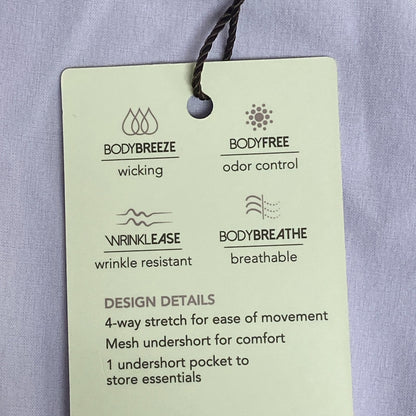 BODYBREEZE
wicking
BODYFREE
odor control
WRINKLEASE
wrinkle resistant
BODYBREATHE
breathable
DESIGN DETAILS
4-way stretch for ease of movement
Mesh undershort for comfort
1 undershort pocket to
store essentials